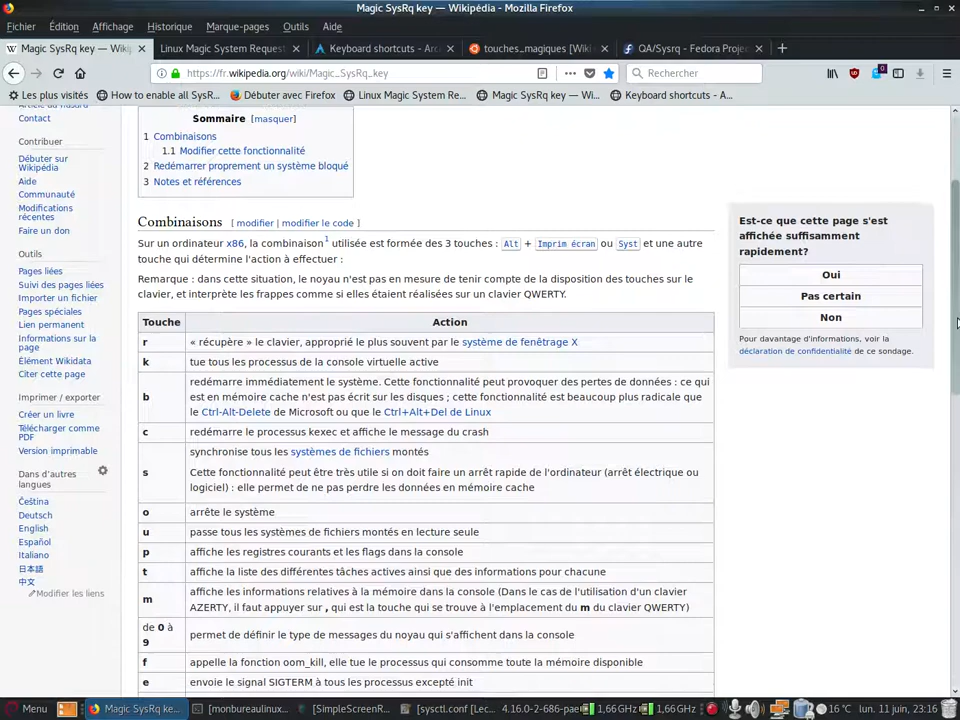 Magic SysRq key — Wikipédia - Mozilla Firefox
Fichier Édition Affichage Historique Marque-pages Outils Aide
Magic SysRq key — Wiki Linux Magic System Request Keyboard shortcuts - Arc touches_magiques [Wiki QA/Sysrq - Fedora Proje
https://fr.wikipedia.org/wiki/Magic_SysRq_key Rechercher 0
Les plus visités How to enable all SysR... Débuter avec Firefox Linux Magic System Re... Magic SysRq key — Wi... Keyboard shortcuts - A...
Article au hasard
Contact
Contribuer
Débuter sur
Wikipédia
Aide
Communauté
Modifications
récentes
Faire un don
Outils
Pages liées
Suivi des pages liées
Importer un fichier
Pages spéciales
Lien permanent
Informations sur la
page
Élément Wikidata
Citer cette page
Imprimer / exporter
Créer un livre
Télécharger comme
PDF
Version imprimable
Dans d'autres
langues
Čeština
Deutsch
English
Español
Italiano
日本語
中文
Modifier les liens
Sommaire [masquer]
1 Combinaisons
1.1 Modifier cette fonctionnalité
2 Redémarrer proprement un système bloqué
3 Notes et références
Combinaisons [ modifier | modifier le code ]
Sur un ordinateur x86, la combinaison1 utilisée est formée des 3 touches : Alt + Imprim écran ou Syst et une autre
touche qui détermine l'action à effectuer :
Remarque : dans cette situation, le noyau n'est pas en mesure de tenir compte de la disposition des touches sur le
clavier, et interprète les frappes comme si elles étaient réalisées sur un clavier QWERTY.
Touche Action
r « récupère » le clavier, approprié le plus souvent par le système de fenêtrage X
k tue tous les processus de la console virtuelle active
redémarre immédiatement le système. Cette fonctionnalité peut provoquer des pertes de données : ce qui
b est en mémoire cache n'est pas écrit sur les disques ; cette fonctionnalité est beaucoup plus radicale que
le Ctrl-Alt-Delete de Microsoft ou que le Ctrl+Alt+Del de Linux
c redémarre le processus kexec et affiche le message du crash
synchronise tous les systèmes de fichiers montés
s Cette fonctionnalité peut être très utile si on doit faire un arrêt rapide de l'ordinateur (arrêt électrique ou
logiciel) : elle permet de ne pas perdre les données en mémoire cache
o arrête le système
u passe tous les systèmes de fichiers montés en lecture seule
p affiche les registres courants et les flags dans la console
t affiche la liste des différentes tâches actives ainsi que des informations pour chacune
m affiche les informations relatives à la mémoire dans la console (Dans le cas de l'utilisation d'un clavier
AZERTY, il faut appuyer sur , qui est la touche qui se trouve à l'emplacement du m du clavier QWERTY)
de 0 à
9 permet de définir le type de messages du noyau qui s'affichent dans la console
f appelle la fonction oom_kill, elle tue le processus qui consomme toute la mémoire disponible
e envoie le signal SIGTERM à tous les processus excepté init
Est-ce que cette page s'est
affichée suffisamment
rapidement?
Oui
Pas certain
Non
Pour davantage d'informations, voir la
déclaration de confidentialité de ce sondage.
Menu Magic SysRq ke... [monbureaulinux... [SimpleScreenR... [sysctl.conf [Lec... 4.16.0-2-686-pae 1,66GHz 1,66GHz 16 °C lun. 11 juin, 23:16